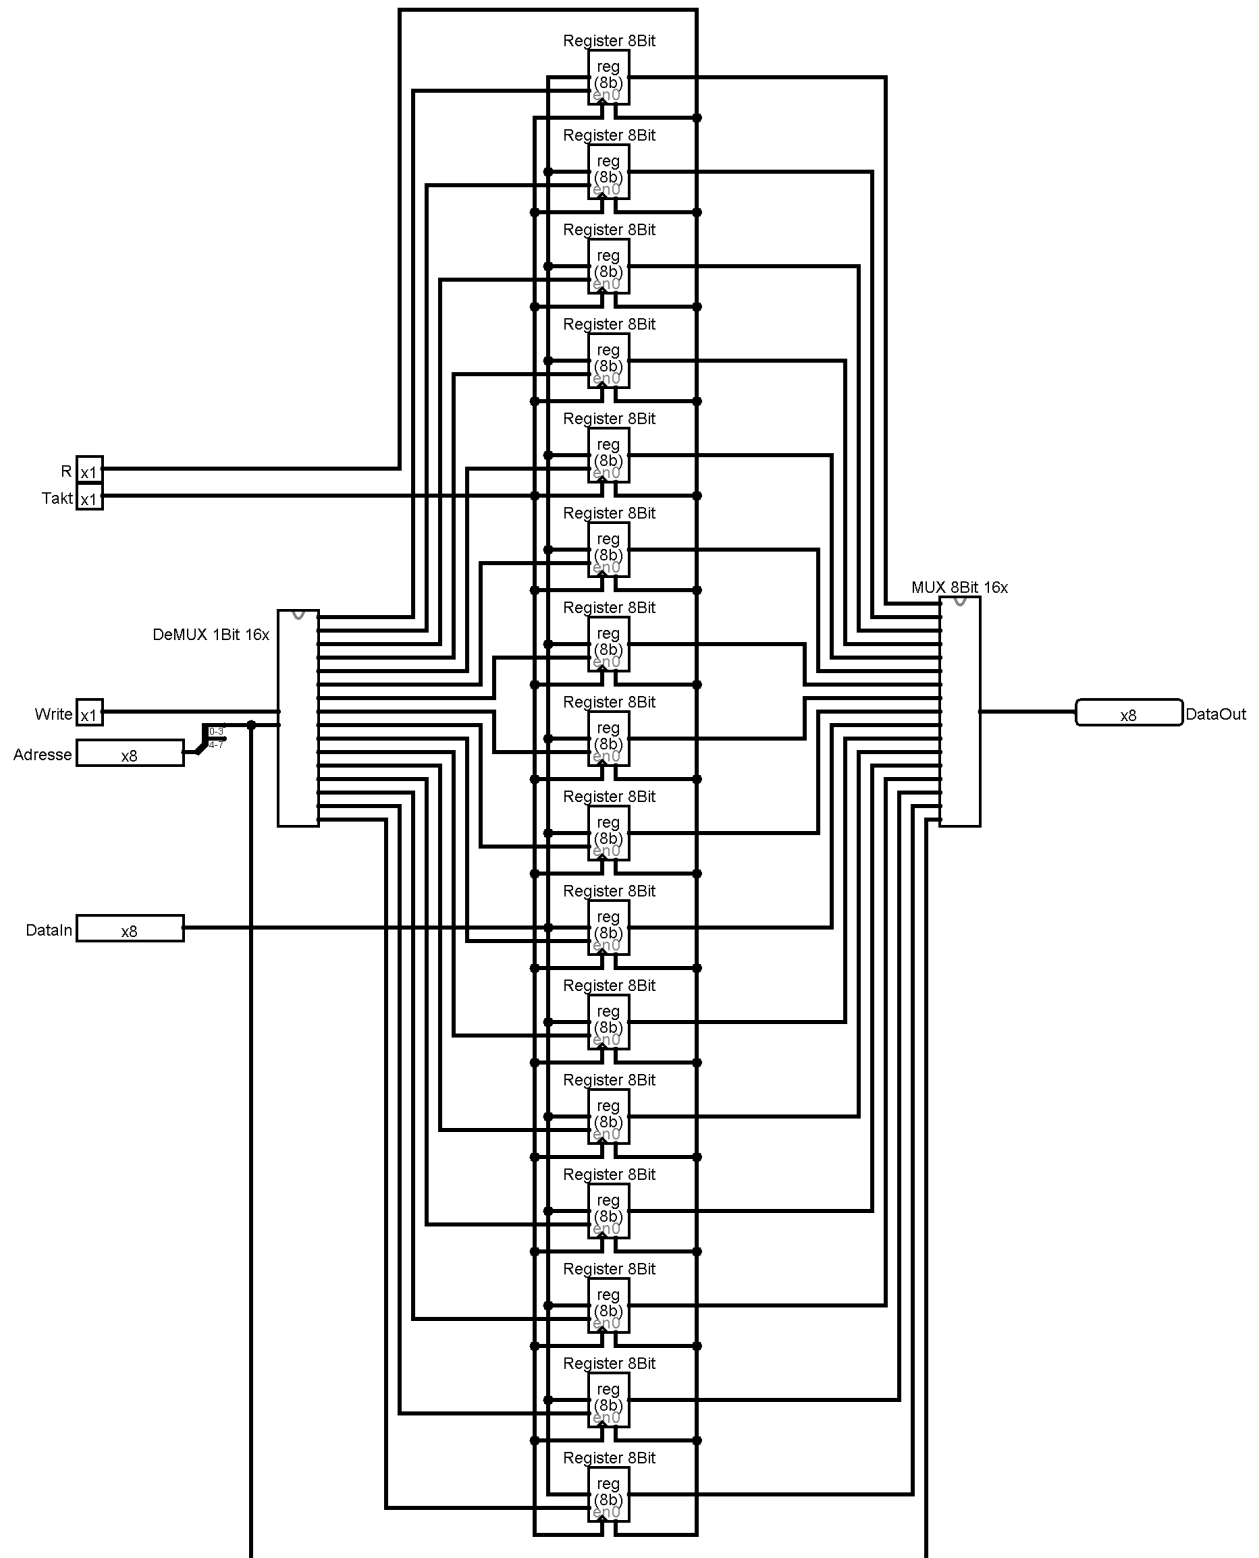 Register 8Bit
reg
(8b)
en0
Register 8Bit
reg
(8b)
en0
Register 8Bit
reg
(8b)
en0
Register 8Bit
reg
(8b)
en0
Register 8Bit
reg
(8b)
en0
R x1
Takt x1
Register 8Bit
reg
(8b)
en0
MUX 8Bit 16x
Register 8Bit
DeMUX 1Bit 16x
reg
(8b)
en0
Register 8Bit
Write x1
x8 DataOut
reg
(8b)
en0
0-3
4-7
Adresse x8
Register 8Bit
reg
(8b)
en0
Register 8Bit
reg
(8b)
en0
DataIn x8
Register 8Bit
reg
(8b)
en0
Register 8Bit
reg
(8b)
en0
Register 8Bit
reg
(8b)
en0
Register 8Bit
reg
(8b)
en0
Register 8Bit
reg
(8b)
en0
Register 8Bit
reg
(8b)
en0